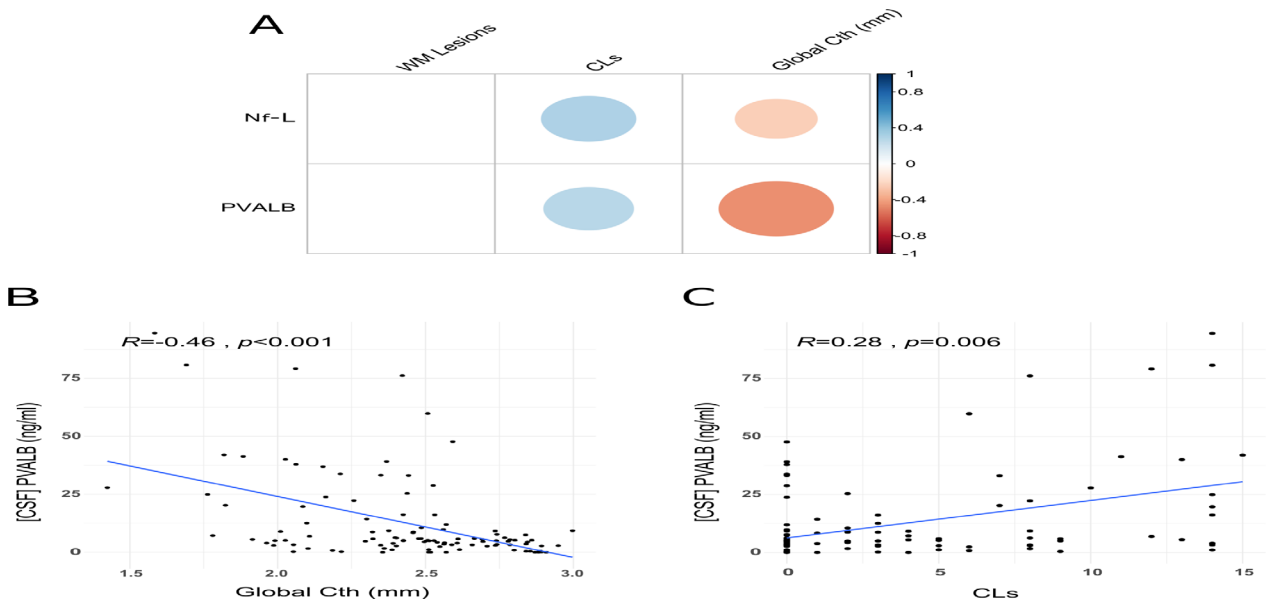 A
WM Lesions
CLs
Global Cth (mm)
Nf-L
PVALB
1
0.8
0.4
0
-0.4
-0.8
-1
B
R=-0.46 , p<0.001
[CSF] PVALB (ng/ml)
75
50
25
0
1.5
2.0
2.5
3.0
Global Cth (mm)
C
R=0.28 , p=0.006
[CSF] PVALB (ng/ml)
75
50
25
0
0
5
10
15
CLs